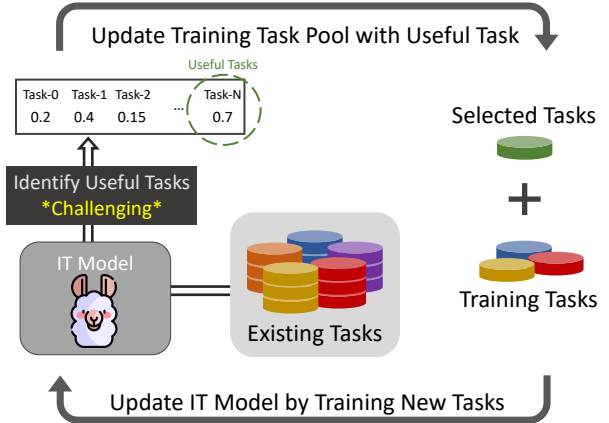 Update Training Task Pool with Useful Task
Useful Tasks
Task-0 Task-1 Task-2 ... Task-N
0.2 0.4 0.15 0.7
Selected Tasks
Identify Useful Tasks
*Challenging*
+
IT Model
Existing Tasks
Training Tasks
Update IT Model by Training New Tasks